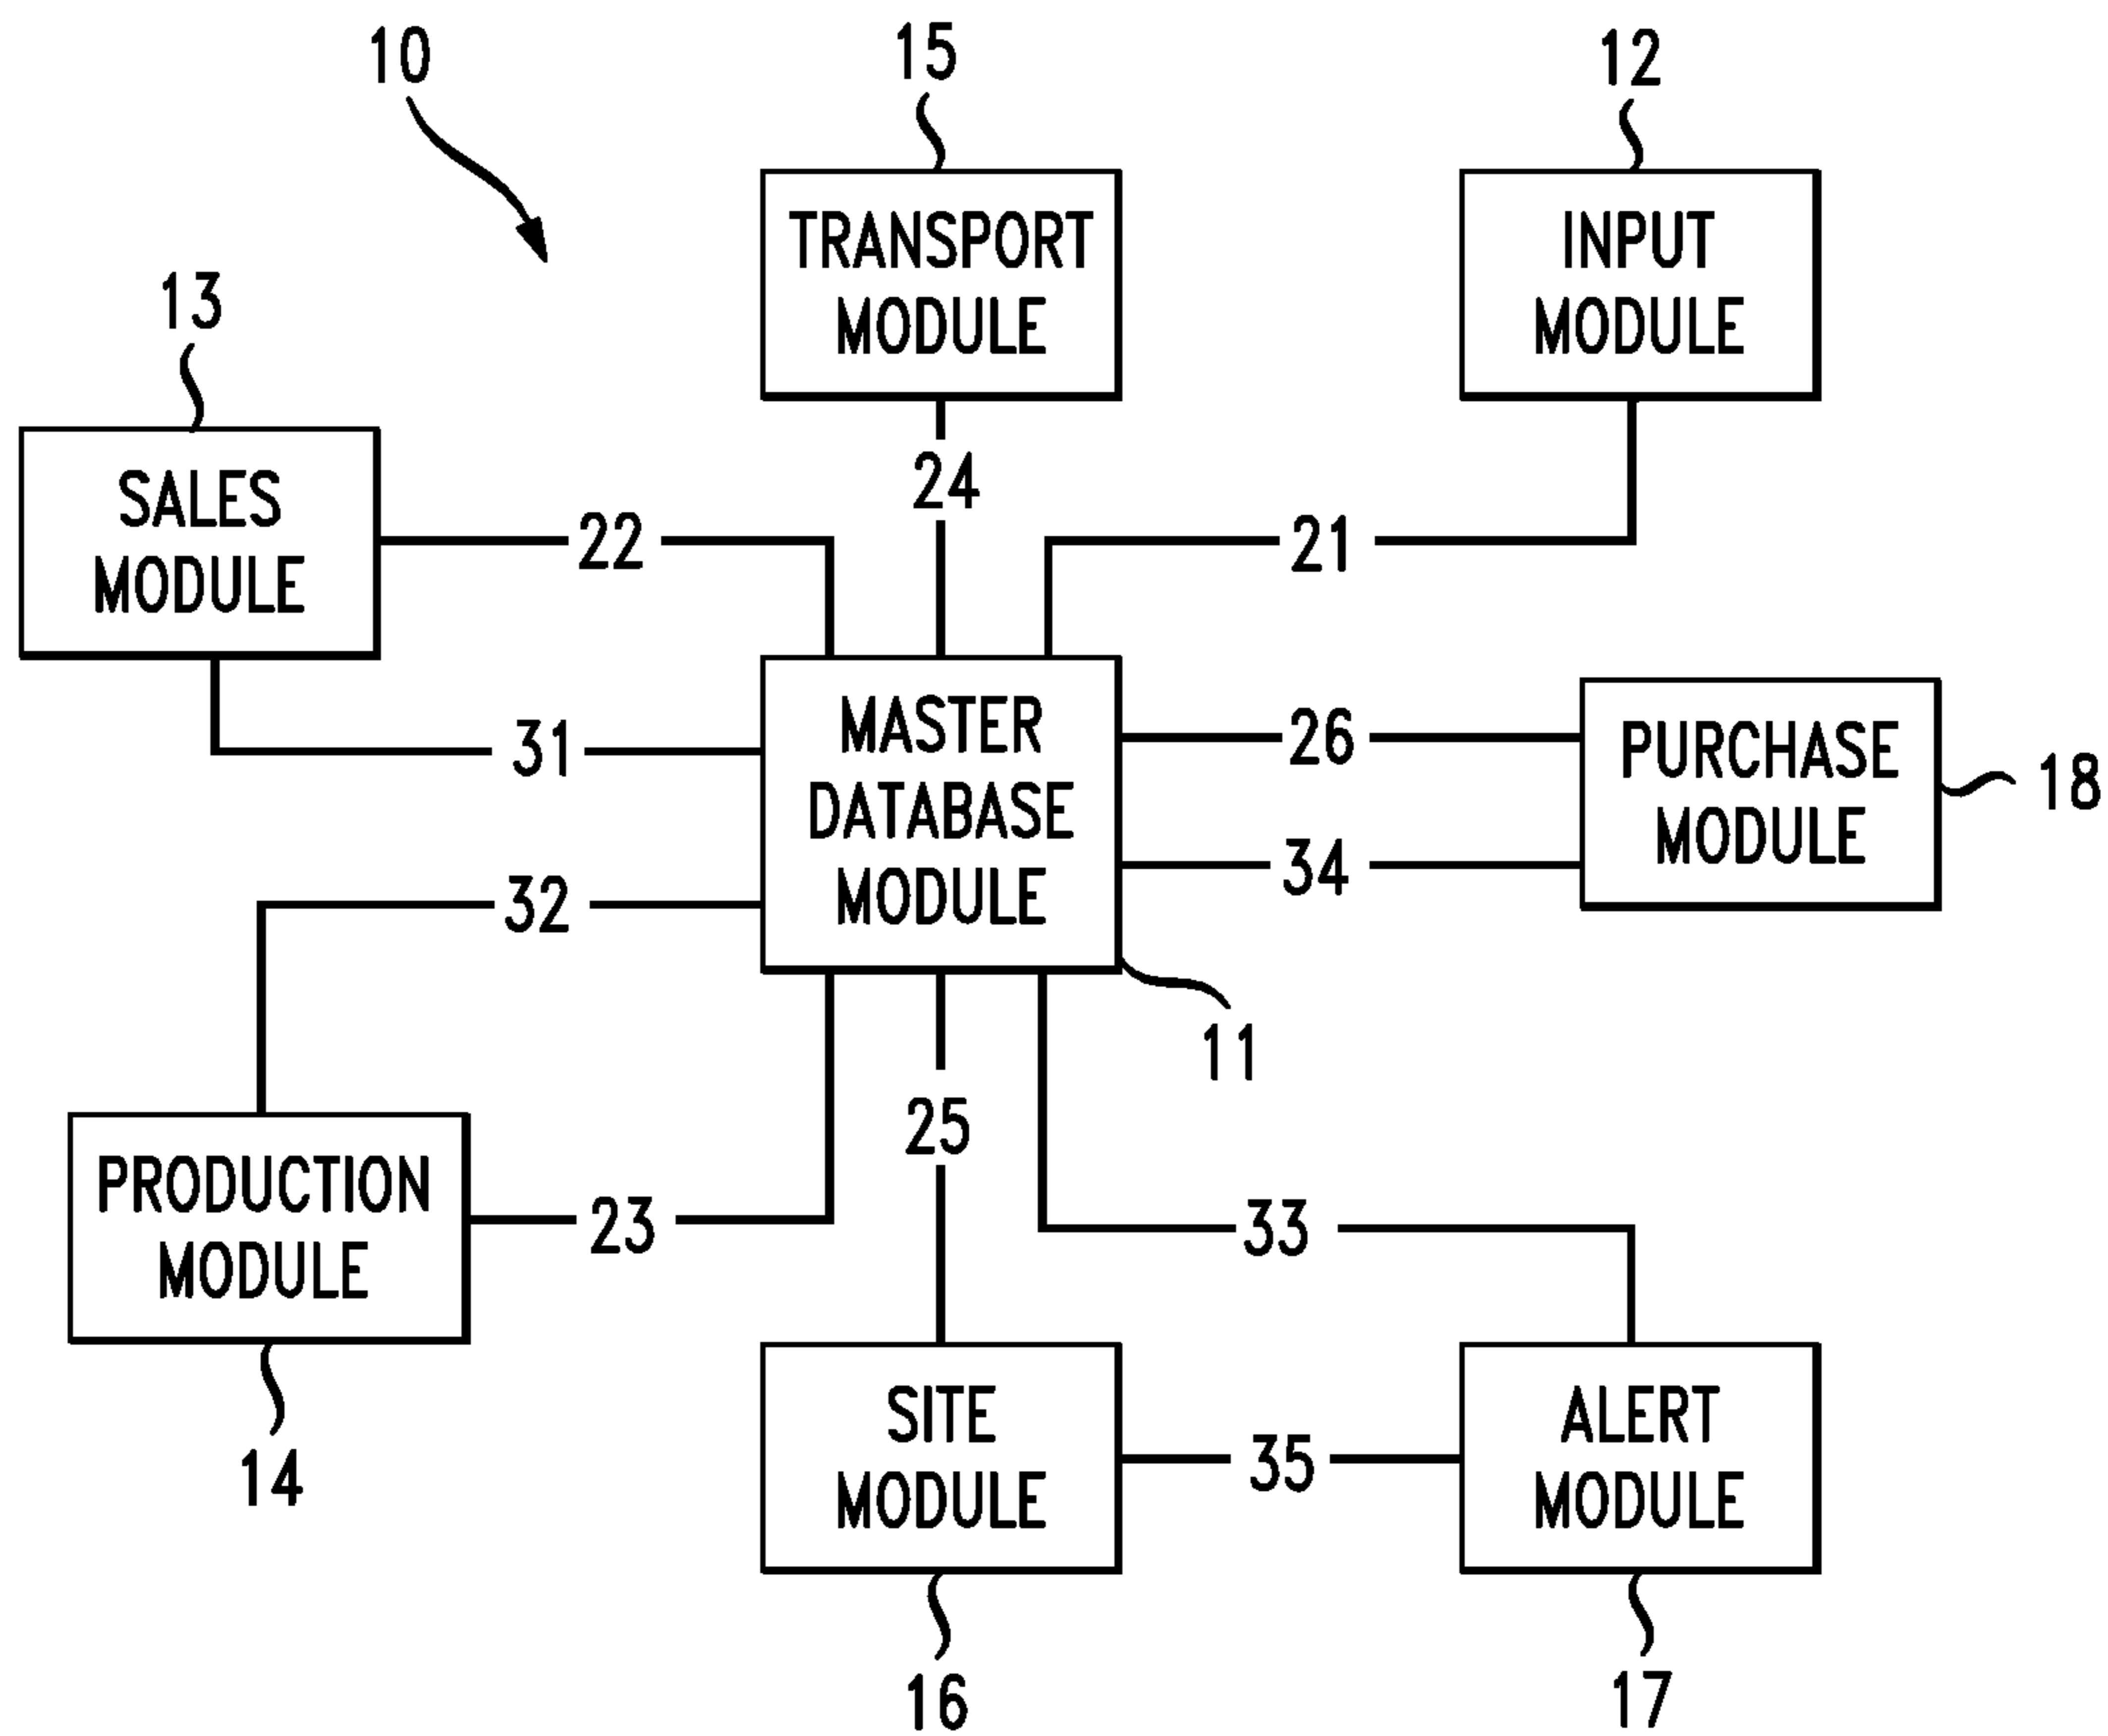 10
15
12
TRANSPORT
MODULE
INPUT
MODULE
13
SALES
MODULE
22
24
21
31
MASTER
DATABASE
MODULE
26
34
PURCHASE
MODULE
18
32
11
PRODUCTION
MODULE
14
23
25
33
SITE
MODULE
35
ALERT
MODULE
16
17